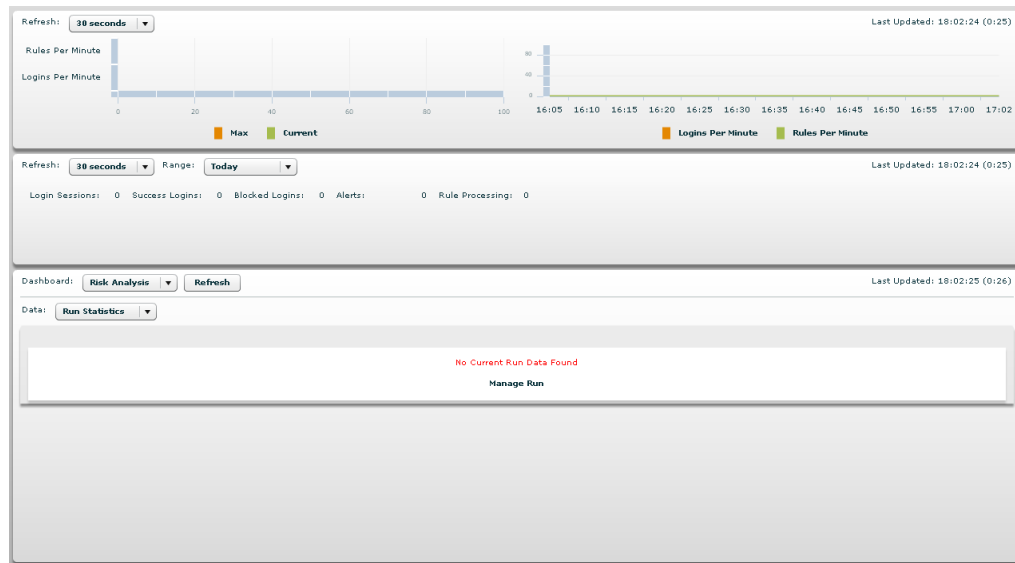 Refresh: 30 seconds Last Updated: 18:02:24 (0:25)
Rules Per Minute
Logins Per Minute
0 20 40 60 80 100
Max Current
80
40
0
16:05 16:10 16:15 16:20 16:25 16:30 16:35 16:40 16:45 16:50 16:55 17:00 17:02
Logins Per Minute Rules Per Minute
Refresh: 30 seconds Range: Today Last Updated: 18:02:24 (0:25)
Login Sessions: 0 Success Logins: 0 Blocked Logins: 0 Alerts: 0 Rule Processing: 0
Dashboard: Risk Analysis Refresh Last Updated: 18:02:25 (0:26)
Data: Run Statistics
No Current Run Data Found
Manage Run